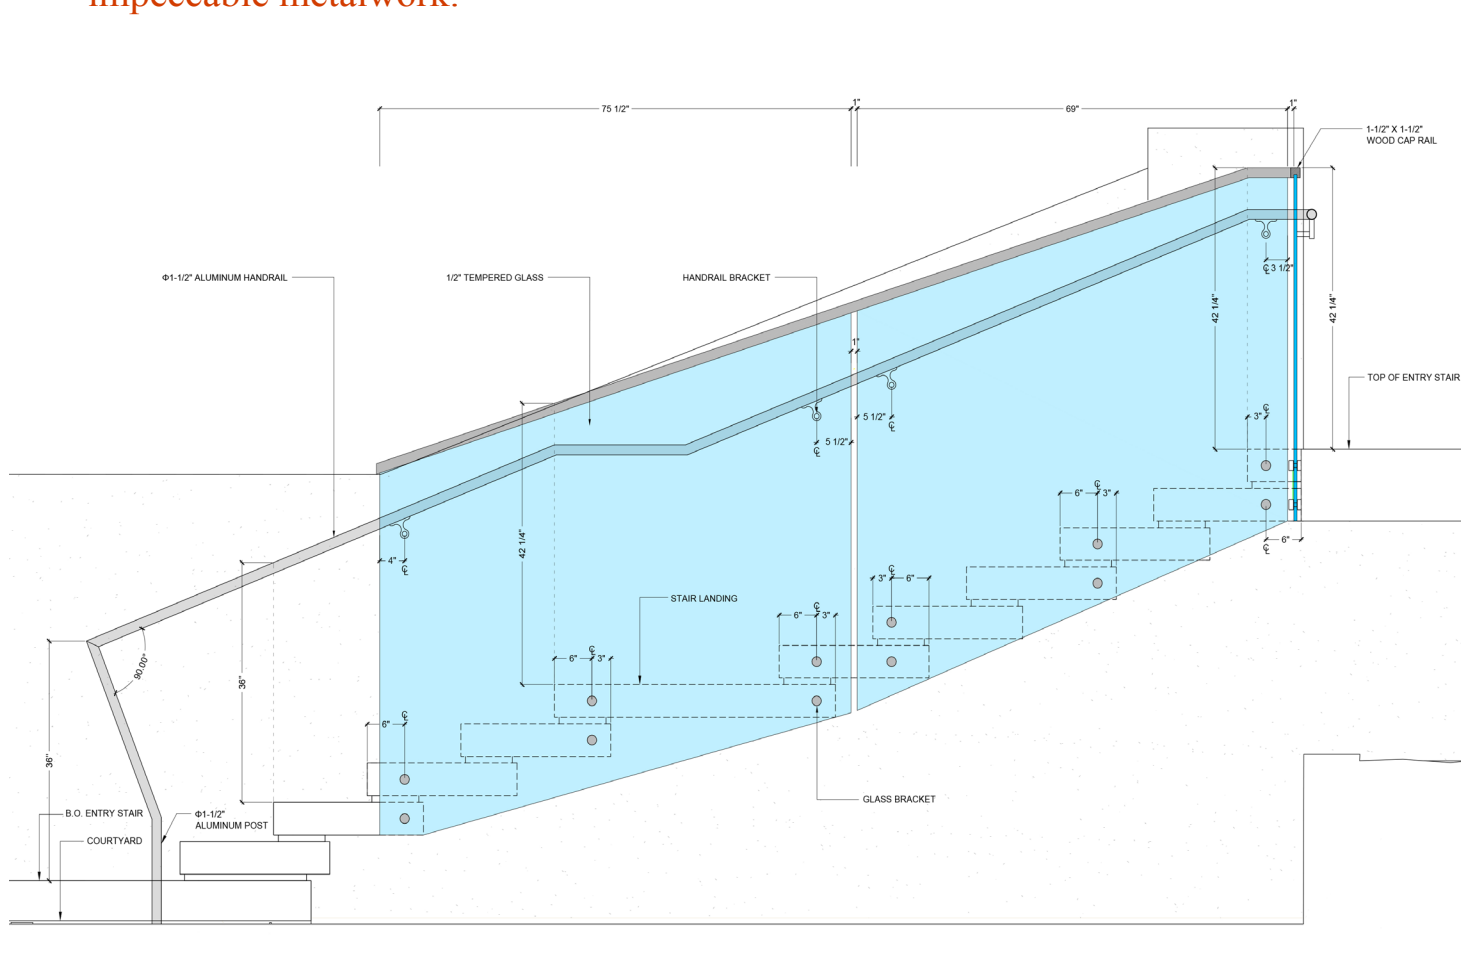 impeccable metalwork.
75 1/2"
1"
69"
1"
1-1/2" X 1-1/2"
WOOD CAP RAIL
Φ1-1/2" ALUMINUM HANDRAIL
1/2" TEMPERED GLASS
HANDRAIL BRACKET
℄ 3 1/2"
42 1/4"
42 1/4"
1"
TOP OF ENTRY STAIR
5 1/2"
℄
5 1/2"
℄
3"
℄
42 1/4"
4"
℄
6"
℄
3"
6"
℄
STAIR LANDING
3"
℄
6"
6"
℄
3"
6"
℄
3"
36"
90.00°
6"
℄
36"
B.O. ENTRY STAIR
Φ1-1/2"
ALUMINUM POST
COURTYARD
GLASS BRACKET